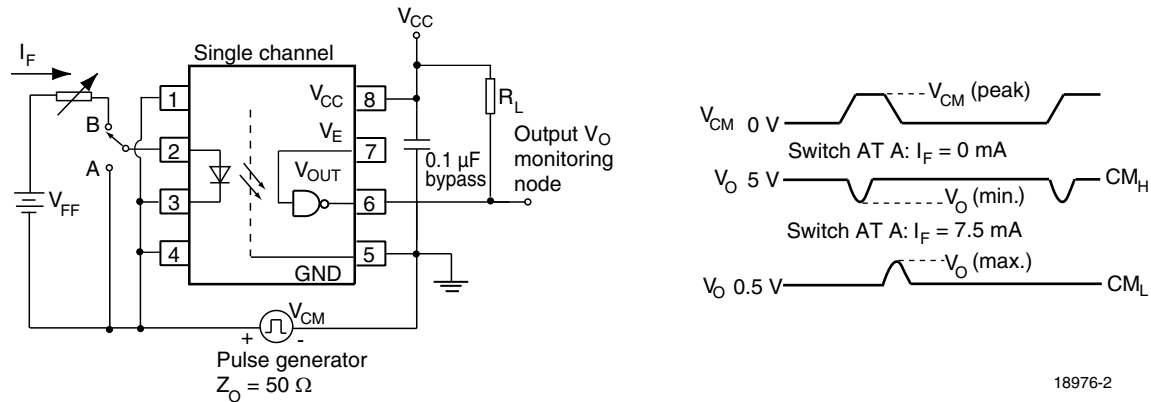 V_CC
I_F
Single channel
1
V_CC
8
R_L
B
V_E
2
7
Output V_O
monitoring
node
0.1 µF
bypass
A
V_OUT
V_FF
3
6
4
5
GND
V_CM
+ -
Pulse generator
Z_O = 50 Ω
V_CM (peak)
V_CM 0 V
Switch AT A: I_F = 0 mA
V_O 5 V
CM_H
V_O (min.)
Switch AT A: I_F = 7.5 mA
V_O (max.)
V_O 0.5 V
CM_L
18976-2